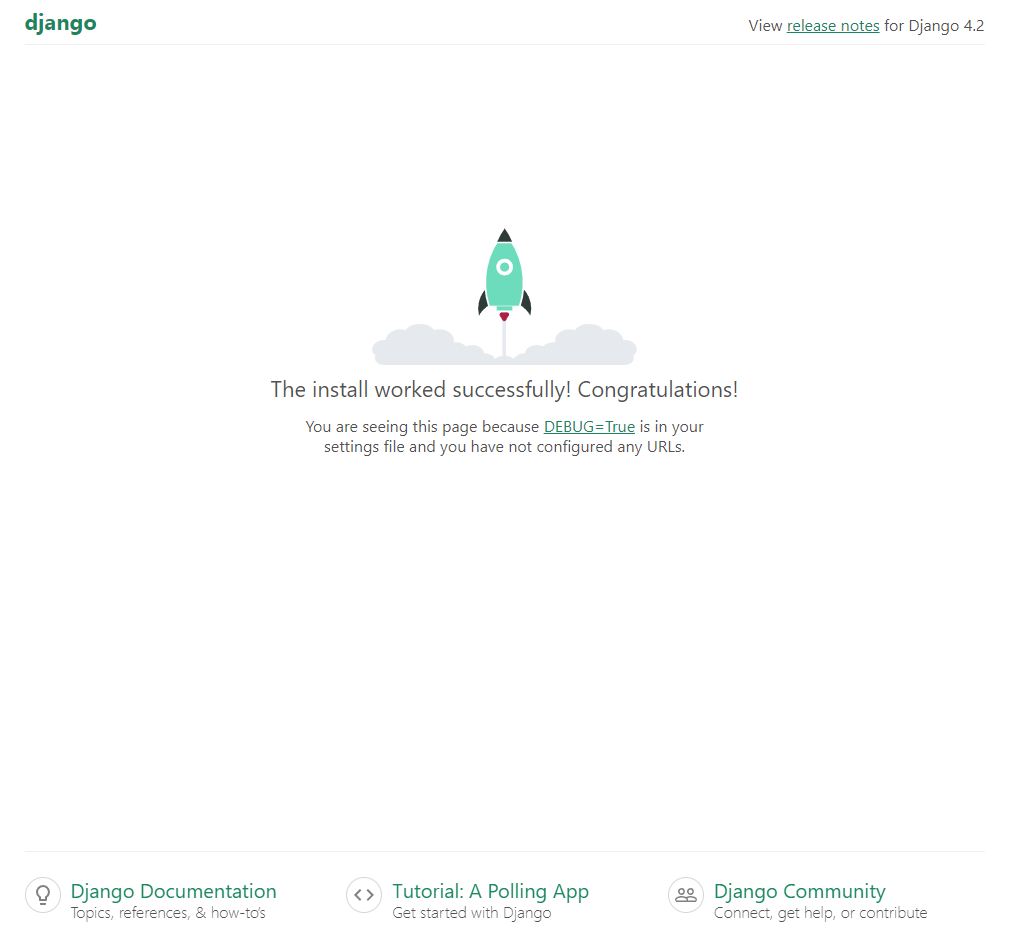 django
View release notes for Django 4.2
The install worked successfully! Congratulations!
You are seeing this page because DEBUG=True is in your
settings file and you have not configured any URLs.
Django Documentation
Topics, references, & how-to's
Tutorial: A Polling App
Get started with Django
Django Community
Connect, get help, or contribute